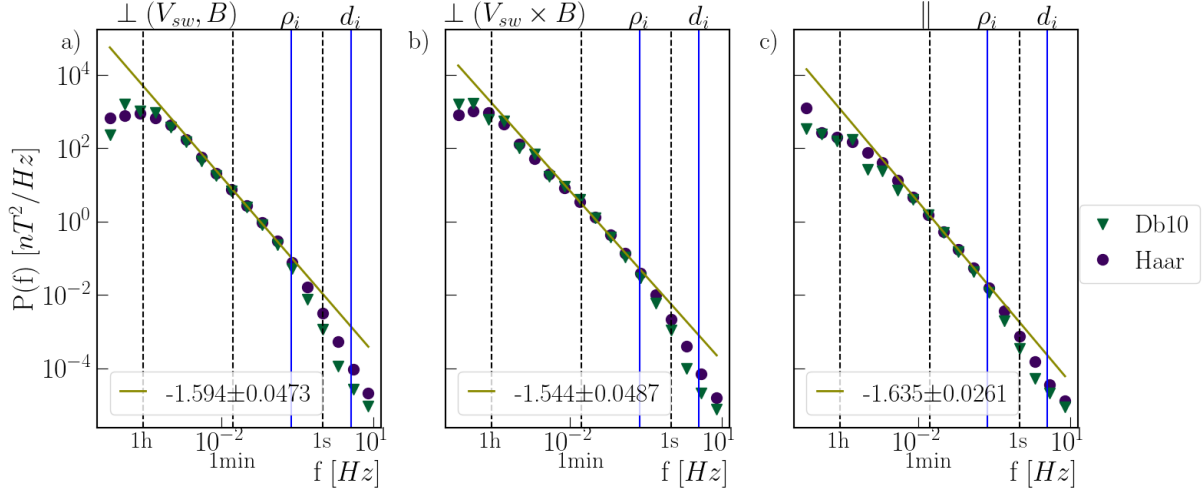 ⊥ (V_sw, B) ρ_i d_i
⊥ (V_sw × B) ρ_i d_i
∥ ρ_i d_i
a)
b)
c)
P(f) [nT^2/Hz]
10^4
10^2
10^0
10^-2
10^-4
-1.594±0.0473
-1.544±0.0487
-1.635±0.0261
Db10
Haar
1h 10^-2 1s 10^1
1min f [Hz]
1h 10^-2 1s 10^1
1min f [Hz]
1h 10^-2 1s 10^1
1min f [Hz]